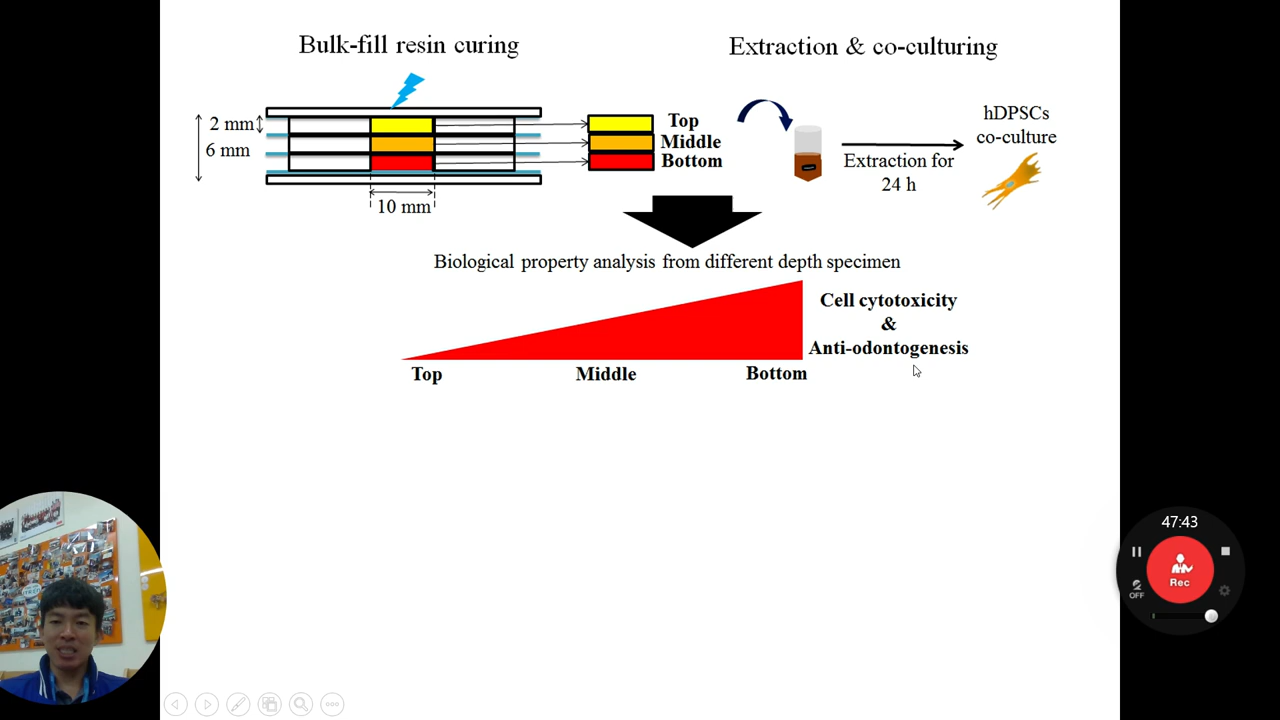 Bulk-fill resin curing
Extraction & co-culturing
2 mm
6 mm
10 mm
Top
Middle
Bottom
Extraction for
24 h
hDPSCs
co-culture
Biological property analysis from different depth specimen
Cell cytotoxicity
&
Anti-odontogenesis
Top
Middle
Bottom
47:43
Rec
OFF